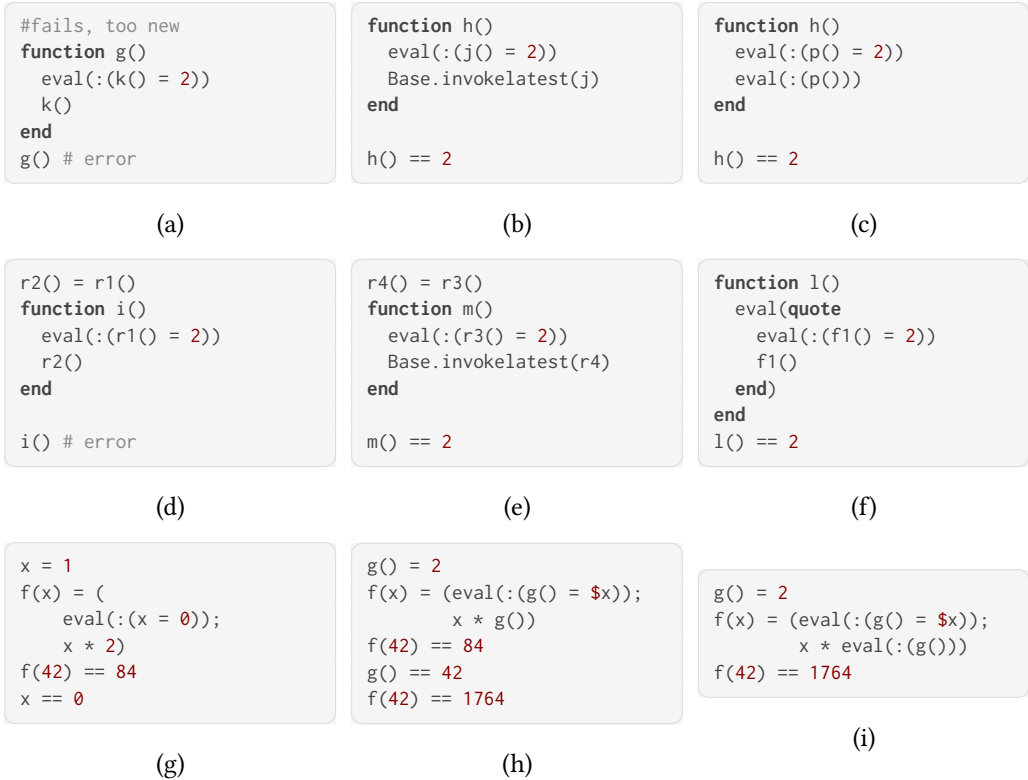 #fails, too new
function g()
  eval(:(k() = 2))
  k()
end
g() # error
(a)
function h()
  eval(:(j() = 2))
  Base.invokelatest(j)
end
h() == 2
(b)
function h()
  eval(:(p() = 2))
  eval(:(p()))
end
h() == 2
(c)
r2() = r1()
function i()
  eval(:(r1() = 2))
  r2()
end
i() # error
(d)
r4() = r3()
function m()
  eval(:(r3() = 2))
  Base.invokelatest(r4)
end
m() == 2
(e)
function l()
  eval(quote
    eval(:(f1() = 2))
    f1()
  end)
end
l() == 2
(f)
x = 1
f(x) = (
    eval(:(x = 0));
    x * 2)
f(42) == 84
x == 0
(g)
g() = 2
f(x) = (eval(:(g() = $x));
        x * g())
f(42) == 84
g() == 42
f(42) == 1764
(h)
g() = 2
f(x) = (eval(:(g() = $x));
        x * eval(:(g())))
f(42) == 1764
(i)